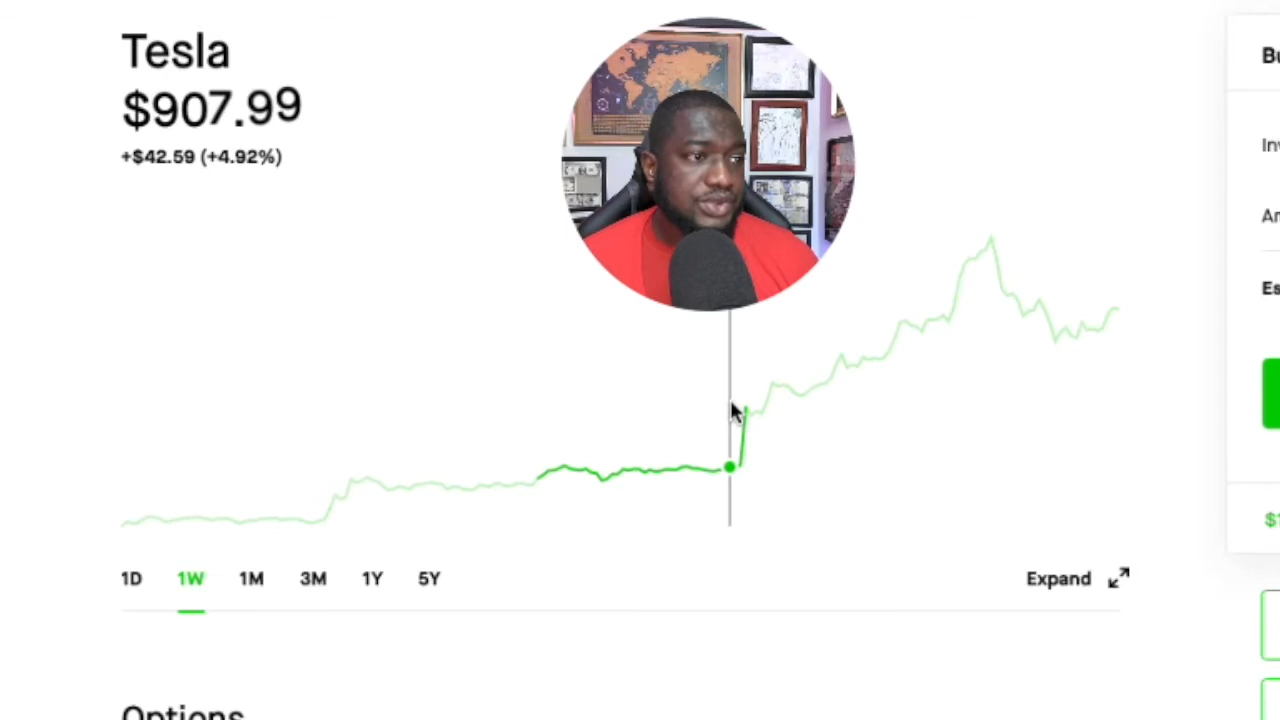 Tesla
$907.99
+$42.59 (+4.92%)
1D 1W 1M 3M 1Y 5Y
Expand
Options